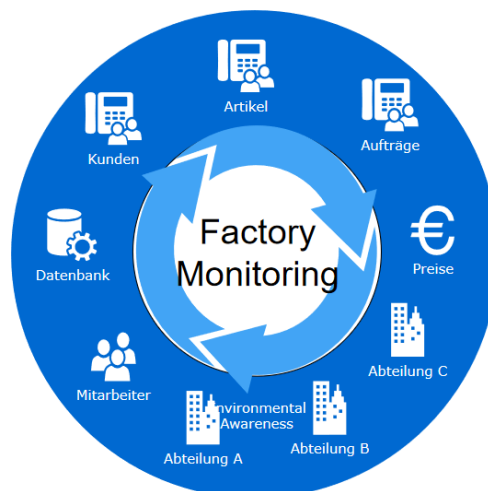 Artikel
Kunden
Aufträge
Factory
Monitoring
Datenbank
€
Preise
Abteilung C
Mitarbeiter
nvironmental
Awareness
Abteilung A
Abteilung B